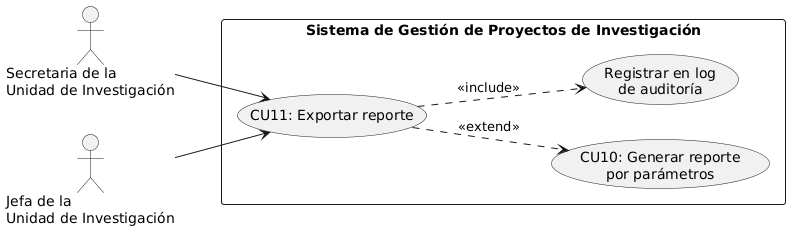 Sistema de Gestión de Proyectos de Investigación
Secretaria de la
Unidad de Investigación
Jefa de la
Unidad de Investigación
CU11: Exportar reporte
«include»
Registrar en log
de auditoría
«extend»
CU10: Generar reporte
por parámetros